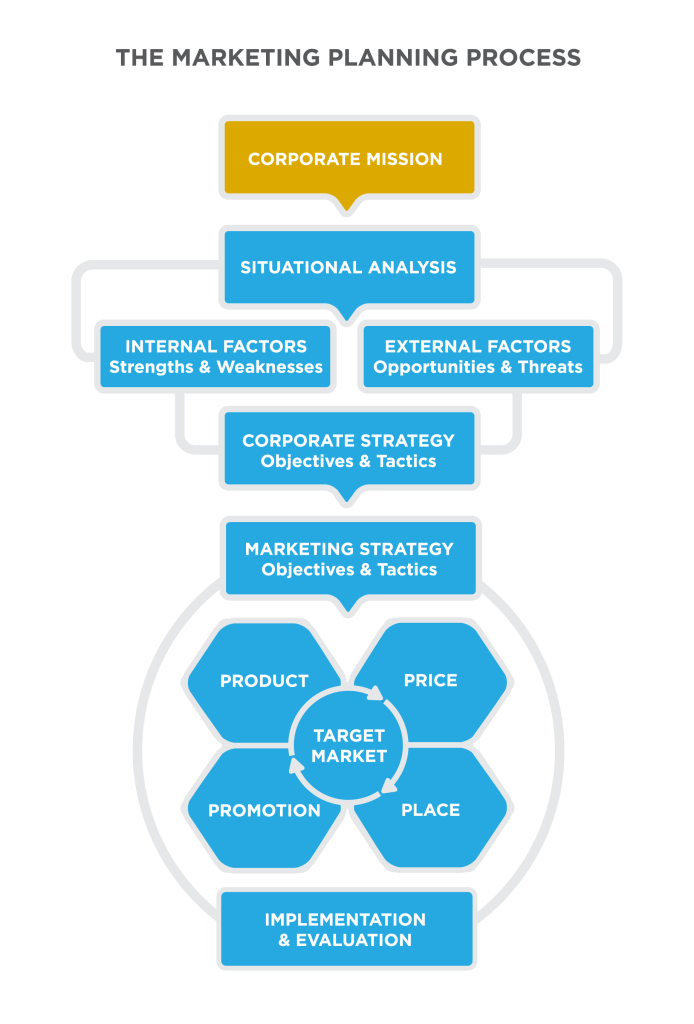 THE MARKETING PLANNING PROCESS
CORPORATE MISSION
SITUATIONAL ANALYSIS
INTERNAL FACTORS
Strengths & Weaknesses
EXTERNAL FACTORS
Opportunities & Threats
CORPORATE STRATEGY
Objectives & Tactics
MARKETING STRATEGY
Objectives & Tactics
PRODUCT
PRICE
TARGET
MARKET
PROMOTION
PLACE
IMPLEMENTATION
& EVALUATION